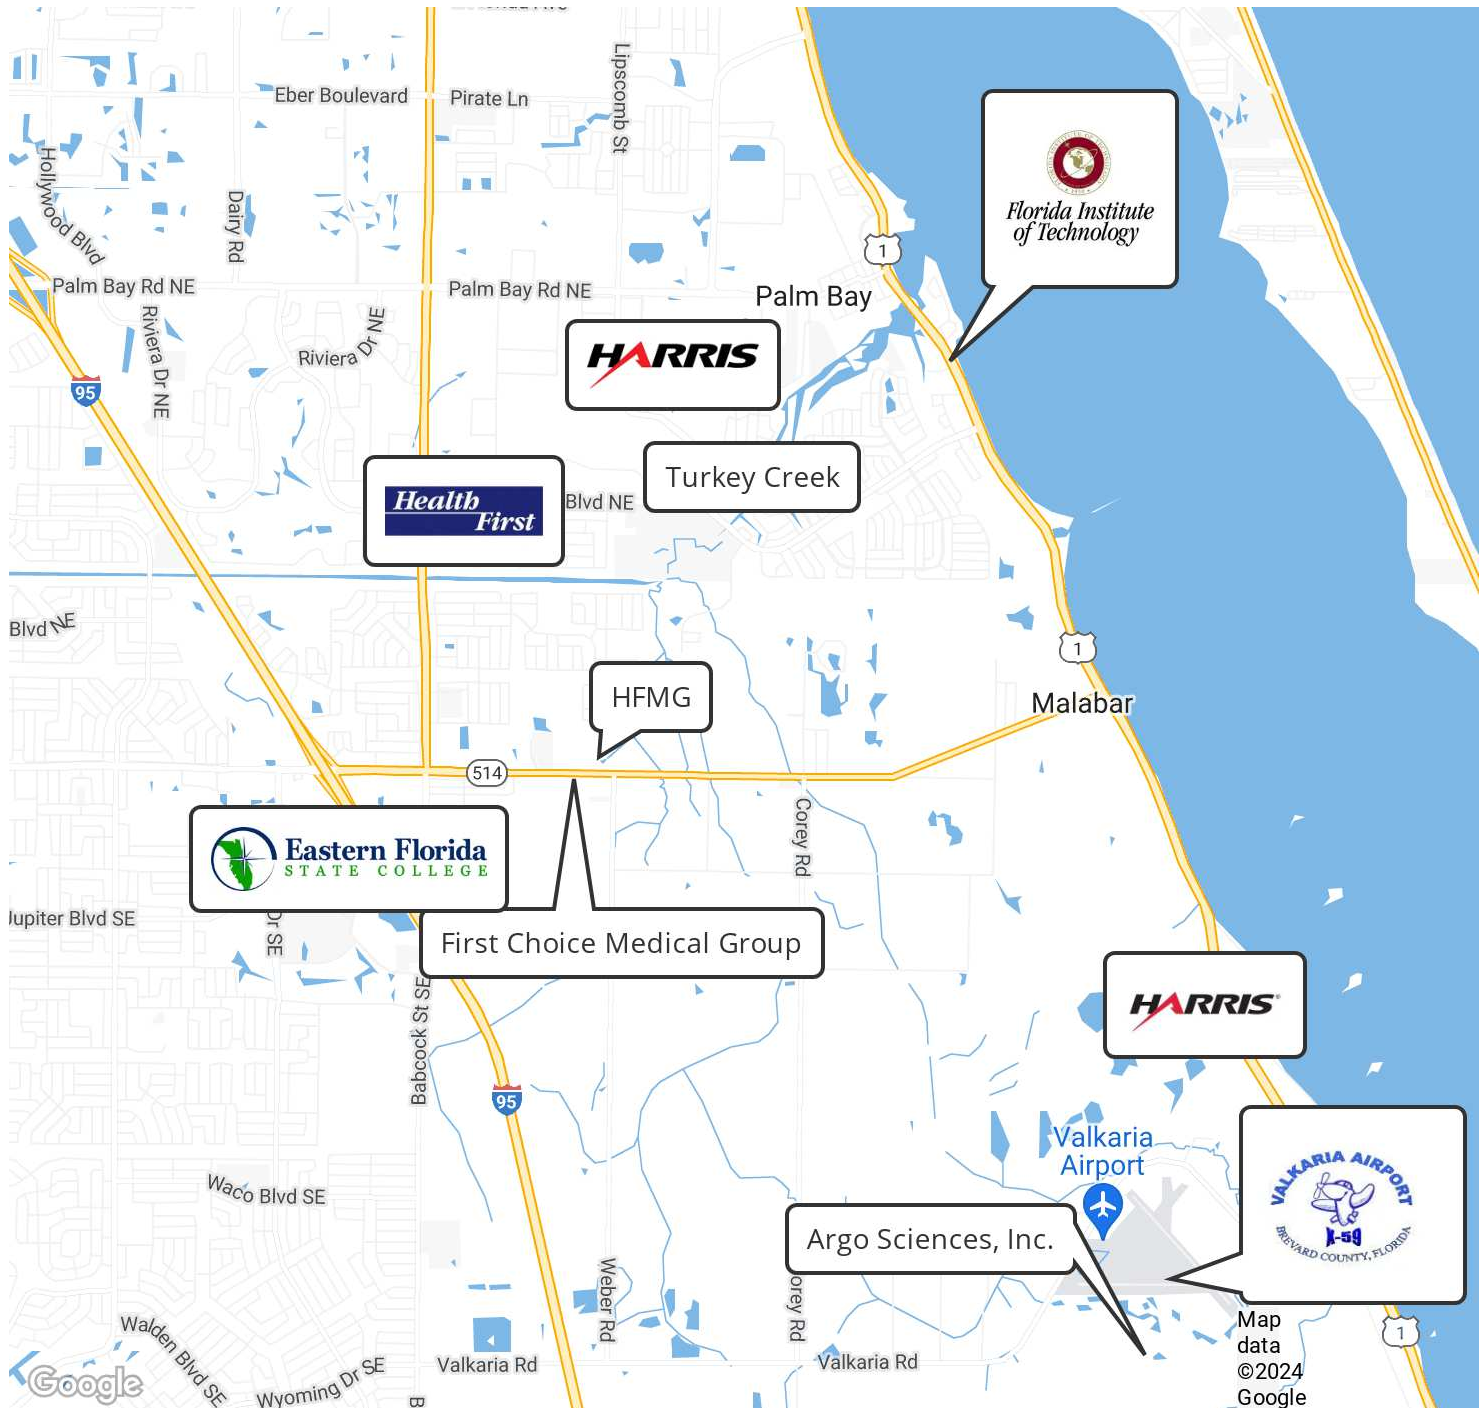 Eber Boulevard
Pirate Ln
Lipscomb St
Hollywood Blvd
Dairy Rd
Florida Institute
of Technology
1
Palm Bay Rd NE
Palm Bay Rd NE
Palm Bay
Riviera Dr NE
Riviera Dr NE
HARRIS
95
Turkey Creek
Health
First
Blvd NE
Blvd NE
1
HFMG
Malabar
514
Corey Rd
Eastern Florida
STATE COLLEGE
Jupiter Blvd SE
Dr SE
First Choice Medical Group
HARRIS®
Babcock St SE
95
Valkaria
Airport
VALKARIA AIRPORT
X-59
BREVARD COUNTY, FLORIDA
Waco Blvd SE
Argo Sciences, Inc.
Weber Rd
orey Rd
Map
data
©2024
Google
1
Walden Blvd SE
Wyoming Dr SE
Valkaria Rd
Valkaria Rd
Google
B